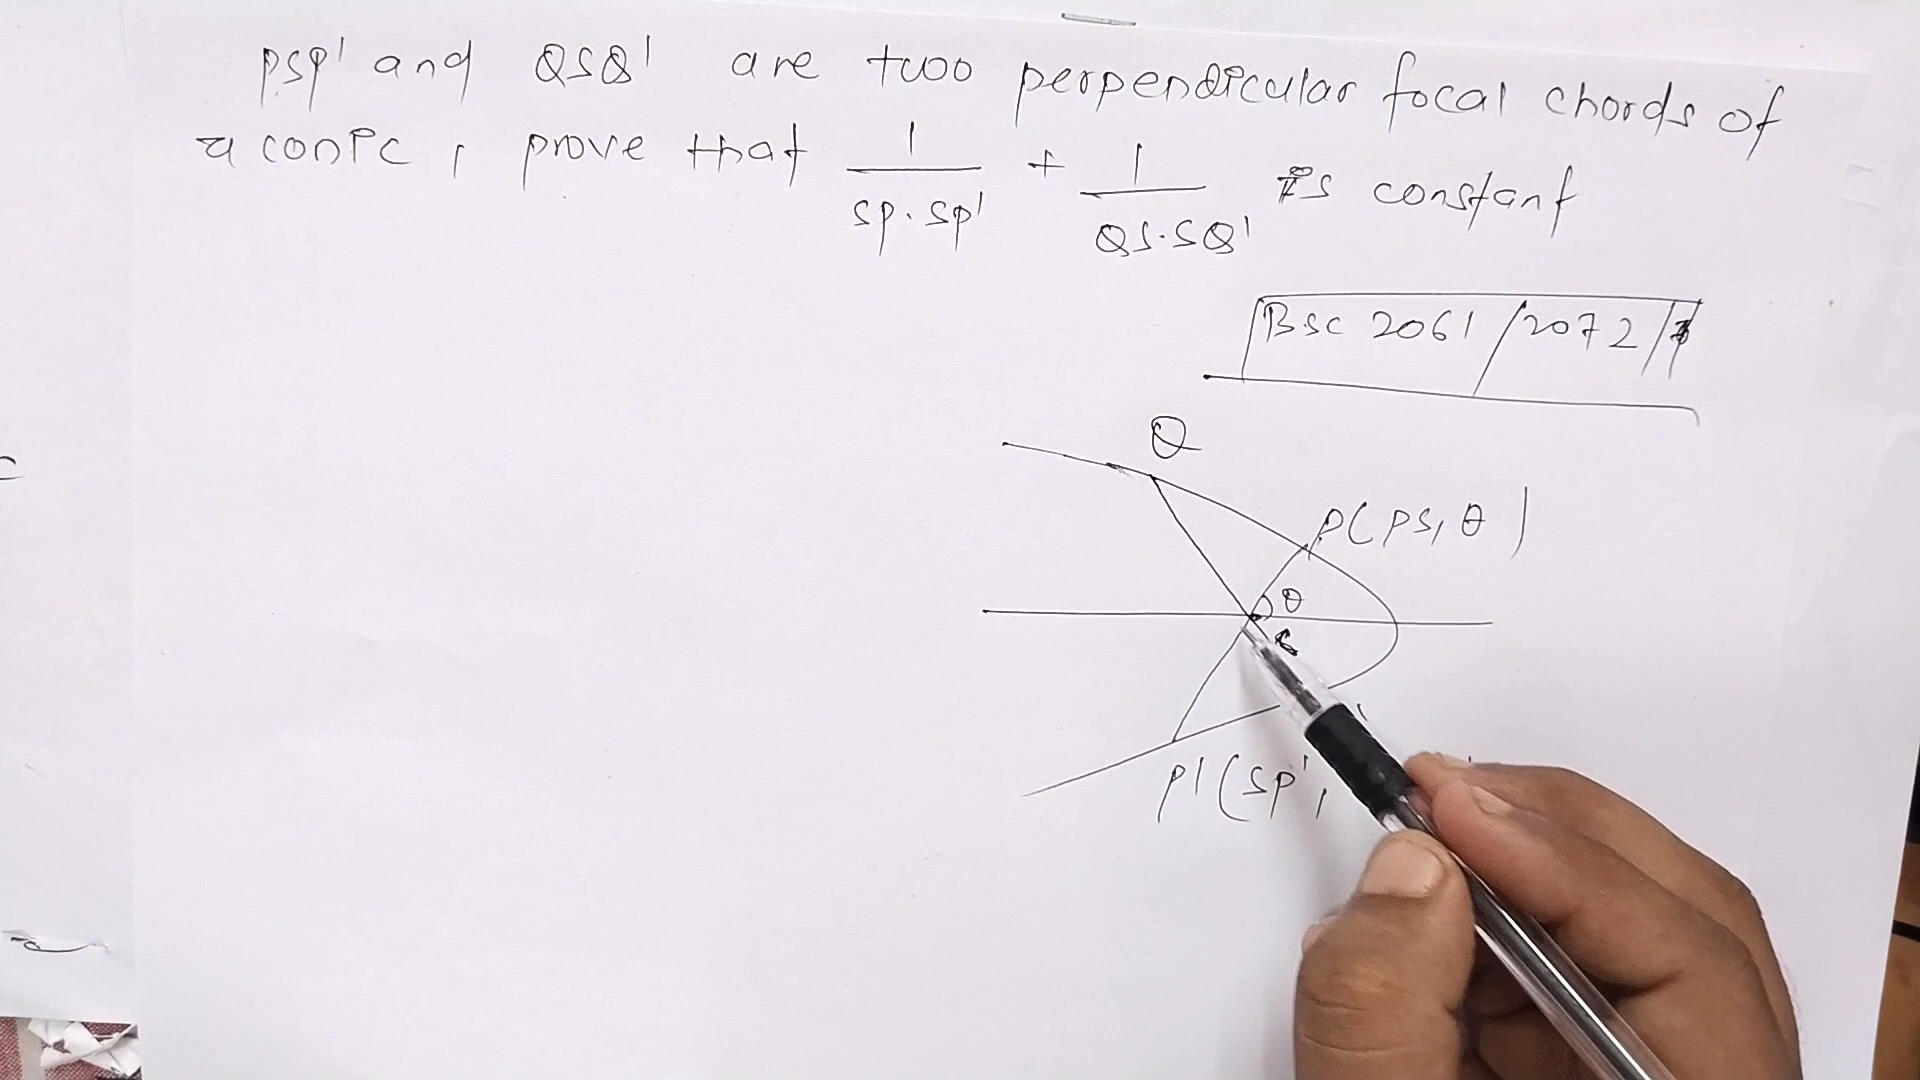 PSP' and QSQ' are two perpendicular focal chords of
a conic, prove that 1/SP.SP' + 1/QS.SQ' is constant
Bsc 2061/2072/
Q
P(PS, θ)
θ
P'(SP',